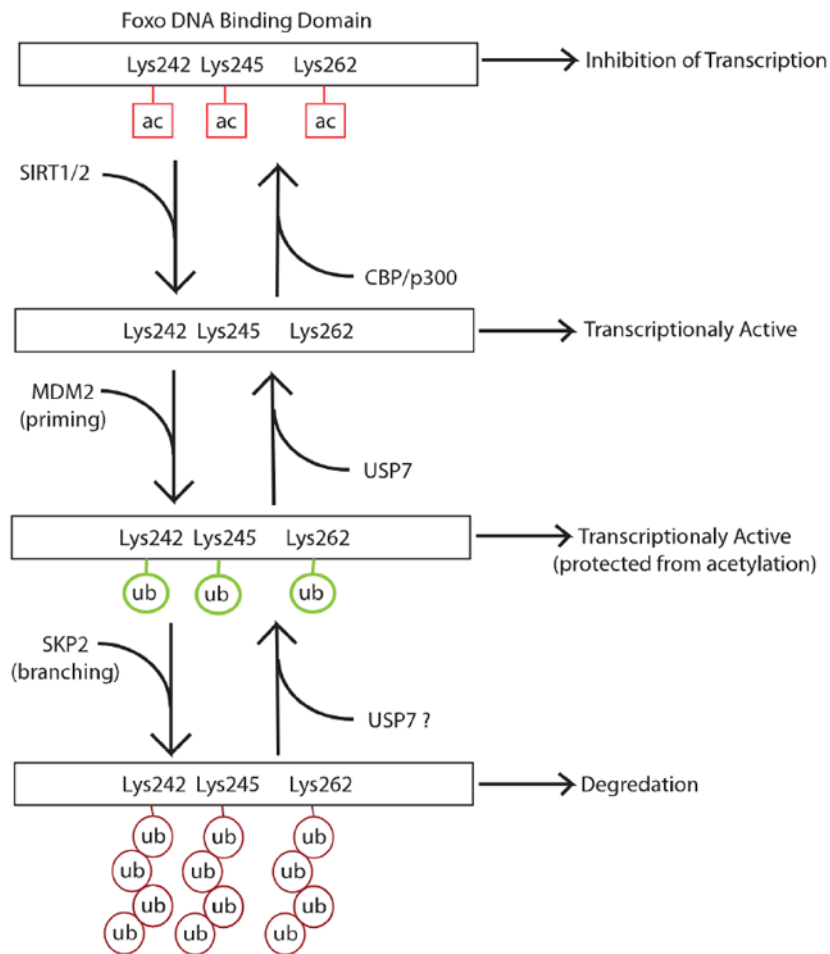 Foxo DNA Binding Domain
Lys242 Lys245 Lys262
Inhibition of Transcription
ac ac ac
SIRT1/2
CBP/p300
Lys242 Lys245 Lys262
Transcriptionaly Active
MDM2
(priming)
USP7
Lys242 Lys245 Lys262
Transcriptionaly Active
(protected from acetylation)
ub ub ub
SKP2
(branching)
USP7 ?
Lys242 Lys245 Lys262
Degredation
ub ub ub
ub ub ub
ub ub ub
ub ub ub